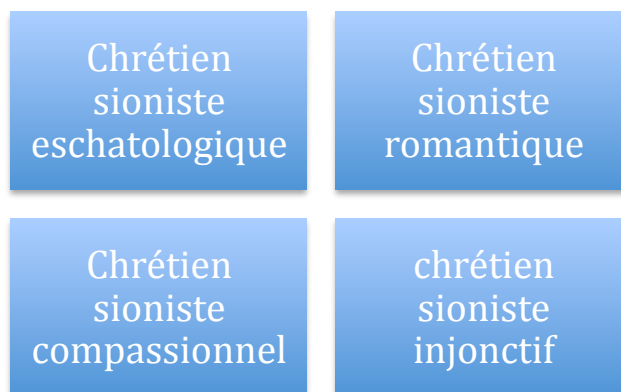 Chrétien
sioniste
eschatologique
Chrétien
sioniste
romantique
Chrétien
sioniste
compassionnel
chrétien
sioniste
injonctif